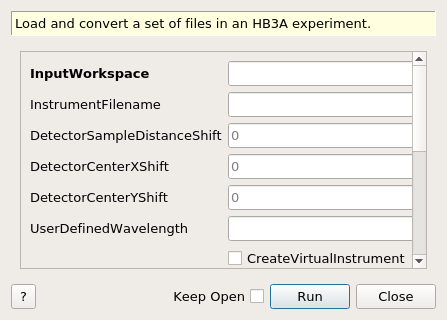 Load and convert a set of files in an HB3A experiment.
InputWorkspace
InstrumentFilename
DetectorSampleDistanceShift 0
DetectorCenterXShift 0
DetectorCenterYShift 0
UserDefinedWavelength
CreateVirtualInstrument
? Keep Open Run Close